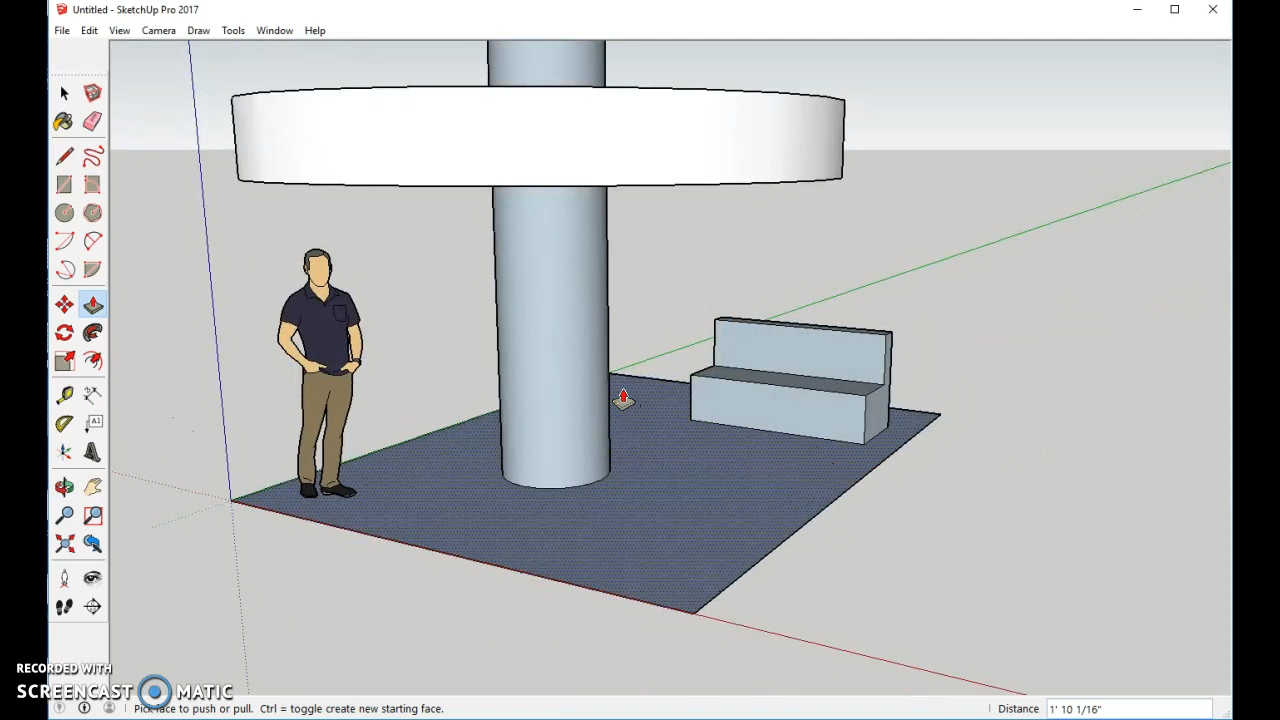 Untitled - SketchUp Pro 2017
File Edit View Camera Draw Tools Window Help
A1
RECORDED WITH
SCREENCAST MATIC
Pick face to push or pull. Ctrl = toggle create new starting face.
Distance 1' 10 1/16"